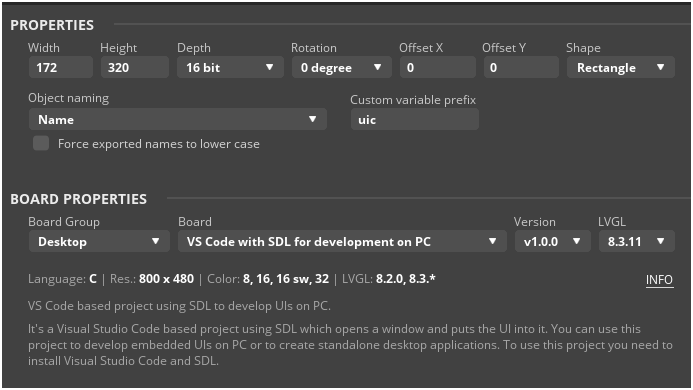 PROPERTIES
Width Height Depth Rotation Offset X Offset Y Shape
172 320 16 bit 0 degree 0 0 Rectangle
Object naming Custom variable prefix
Name uic
Force exported names to lower case
BOARD PROPERTIES
Board Group Board Version LVGL
Desktop VS Code with SDL for development on PC v1.0.0 8.3.11
Language: C | Res.: 800 x 480 | Color: 8, 16, 16 sw, 32 | LVGL: 8.2.0, 8.3.* INFO
VS Code based project using SDL to develop UIs on PC.
It's a Visual Studio Code based project using SDL which opens a window and puts the UI into it. You can use this
project to develop embedded UIs on PC or to create standalone desktop applications. To use this project you need to
install Visual Studio Code and SDL.